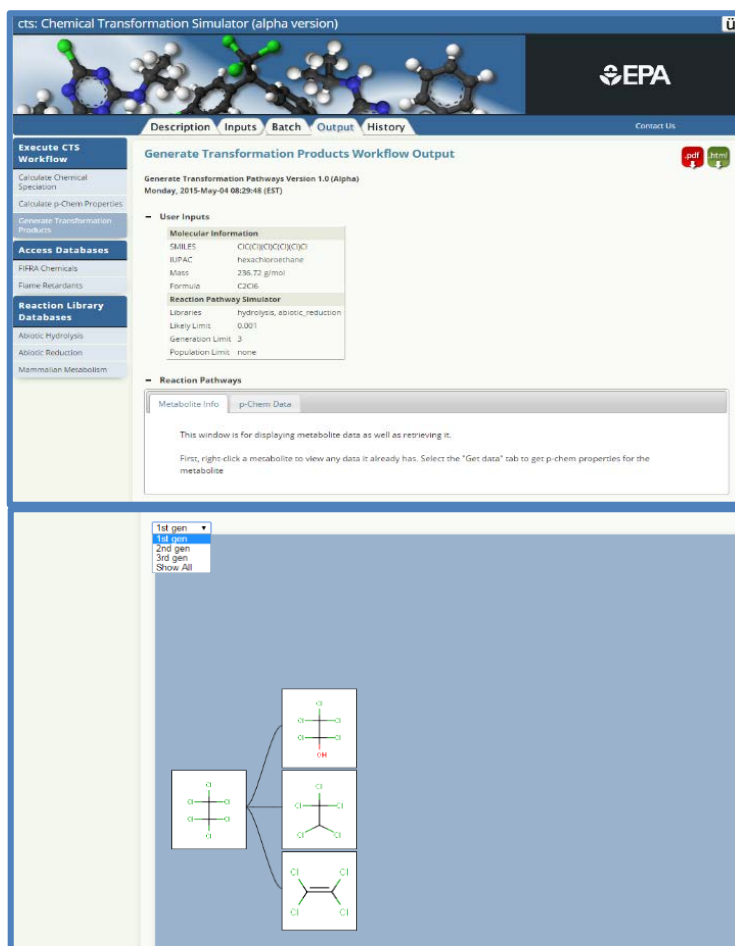 cts: Chemical Transformation Simulator (alpha version)
ü
EPA
Description Inputs Batch Output History
Contact Us
Execute CTS
Workflow
Calculate Chemical
Speciation
Calculate p-Chem Properties
Generate Transformation
Products
Access Databases
FIFRA Chemicals
Flame Retardants
Reaction Library
Databases
Abiotic Hydrolysis
Abiotic Reduction
Mammalian Metabolism
Generate Transformation Products Workflow Output
.pdf .html
Generate Transformation Pathways Version 1.0 (Alpha)
Monday, 2015-May-04 08:29:48 (EST)
− User Inputs
Molecular Information
SMILES ClC(Cl)(Cl)C(Cl)(Cl)Cl
IUPAC hexachloroethane
Mass 236.72 g/mol
Formula C2Cl6
Reaction Pathway Simulator
Libraries hydrolysis, abiotic_reduction
Likely Limit 0.001
Generation Limit 3
Population Limit none
− Reaction Pathways
Metabolite Info p-Chem Data
This window is for displaying metabolite data as well as retrieving it.
First, right-click a metabolite to view any data it already has. Select the "Get data" tab to get p-chem properties for the
metabolite
1st gen
1st gen
2nd gen
3rd gen
Show All
Cl
Cl Cl
Cl Cl
OH
Cl
Cl Cl
Cl Cl
Cl
Cl
Cl Cl
Cl Cl
Cl Cl
Cl Cl